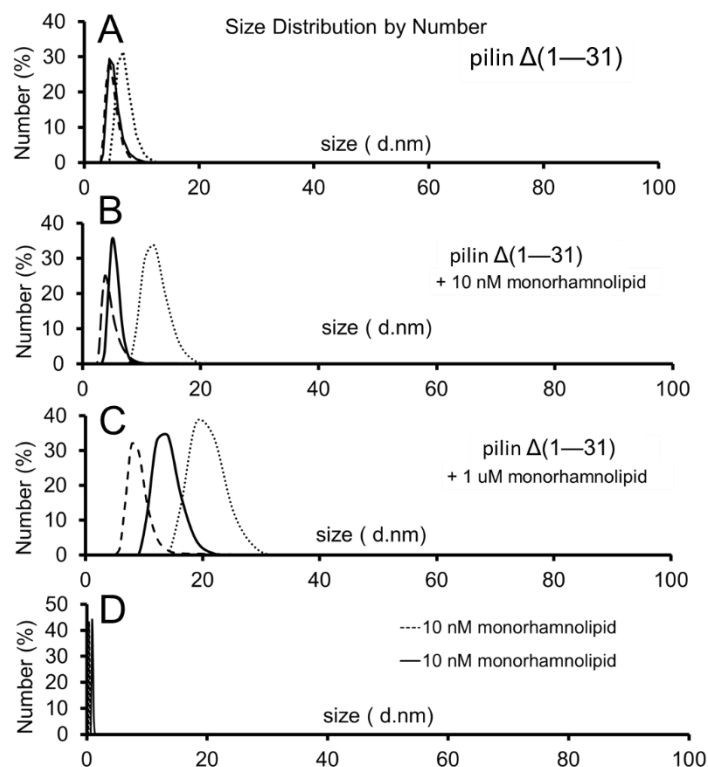 A
Size Distribution by Number
pilin Δ(1—31)
Number (%)
40
30
20
10
0
size ( d.nm)
0 20 40 60 80 100
B
pilin Δ(1—31)
+ 10 nM monorhamnolipid
Number (%)
40
30
20
10
0
size ( d.nm)
0 20 40 60 80 100
C
pilin Δ(1—31)
+ 1 uM monorhamnolipid
Number (%)
40
30
20
10
0
size ( d.nm)
0 20 40 60 80 100
D
10 nM monorhamnolipid
10 nM monorhamnolipid
Number (%)
50
40
30
20
10
0
size ( d.nm)
0 20 40 60 80 100